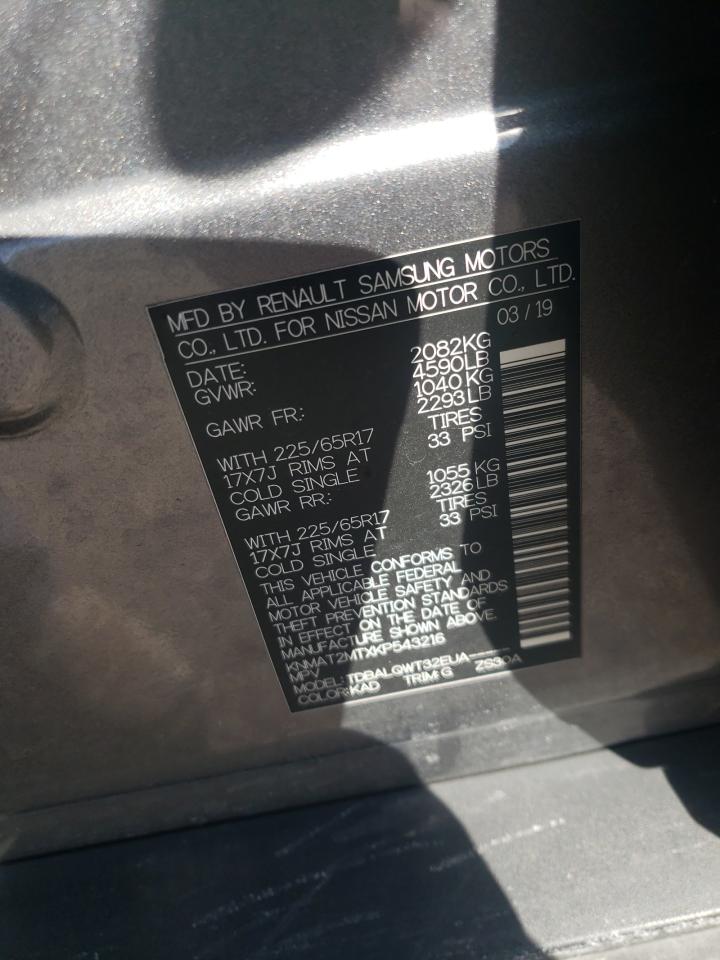 MFD BY RENAULT SAMSUNG MOTORS
CO., LTD. FOR NISSAN MOTOR CO., LTD.
DATE: 03 / 19
GVWR: 2082KG
4590LB
GAWR FR: 1040KG
2293LB
WITH 225/65R17 TIRES
17X7J RIMS AT 33 PSI
COLD SINGLE
GAWR RR: 1055KG
2326LB
WITH 225/65R17 TIRES
17X7J RIMS AT 33 PSI
COLD SINGLE
THIS VEHICLE CONFORMS TO
ALL APPLICABLE FEDERAL
MOTOR VEHICLE SAFETY AND
THEFT PREVENTION STANDARDS
IN EFFECT ON THE DATE OF
MANUFACTURE SHOWN ABOVE.
KNMAT2MTXKP543216
MPV
MODEL: TDBALQWT32EUA-----
COLOR: KAD TRIM: G ZS30A